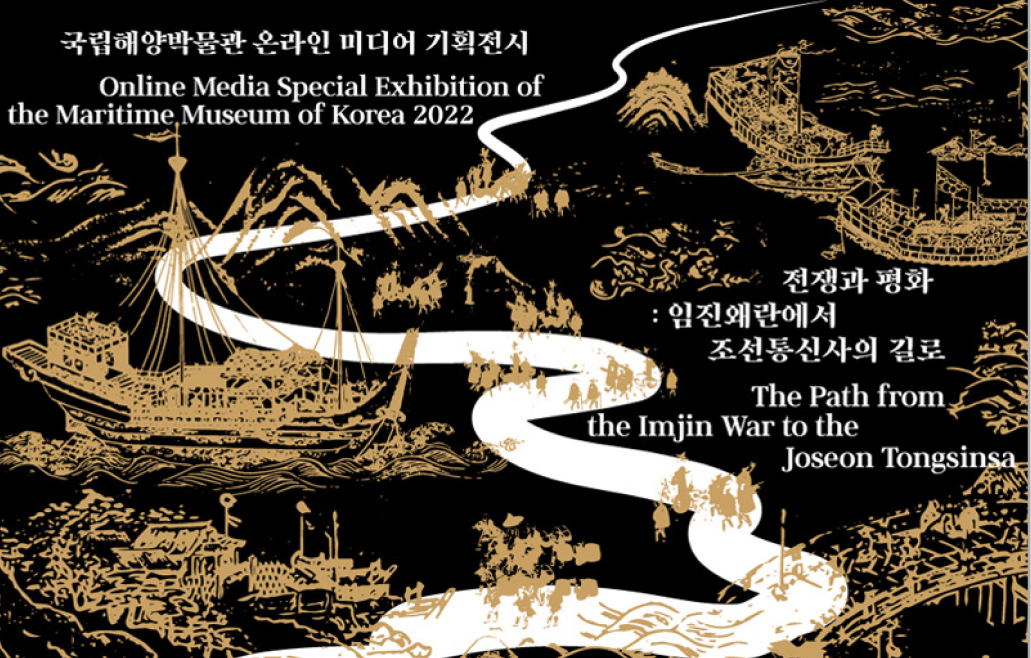 국립해양박물관 온라인 미디어 기획전시
Online Media Special Exhibition of
the Maritime Museum of Korea 2022
전쟁과 평화
: 임진왜란에서
조선통신사의 길로
The Path from
the Imjin War to the
Joseon Tongsinsa